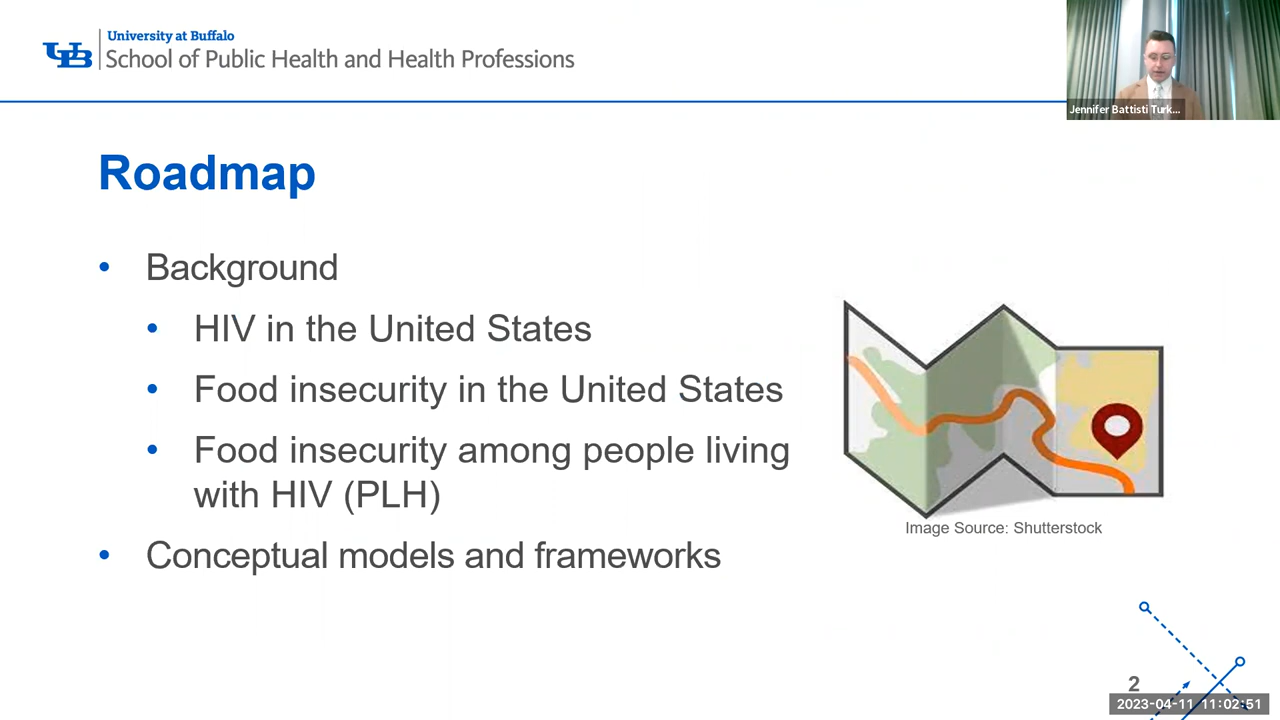 University at Buffalo
School of Public Health and Health Professions
Jennifer Battisti Turk...
Roadmap
• Background
• HIV in the United States
• Food insecurity in the United States
• Food insecurity among people living
with HIV (PLH)
• Conceptual models and frameworks
Image Source: Shutterstock
2
2023-04-11 11:02:51